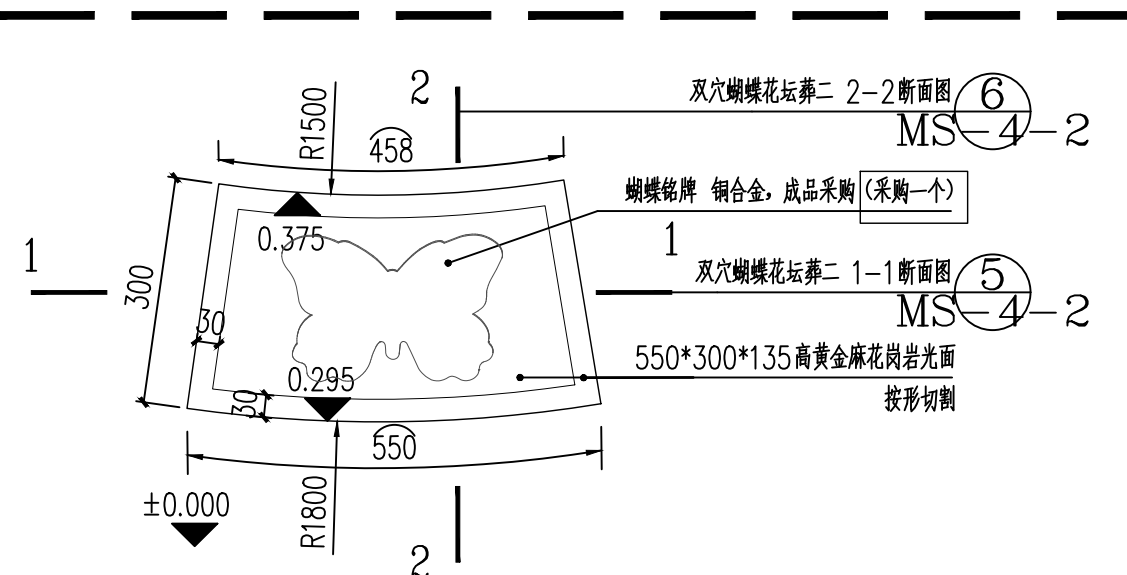 2
双穴蝴蝶花坛葬二 2-2断面图
6
MS-4-2
R1500
458
蝴蝶铭牌 铜合金，成品采购(采购一个)
0.375
1
1
双穴蝴蝶花坛葬二 1-1断面图
5
MS-4-2
300
30
550*300*135高黄金麻花岗岩光面
按形切割
0.295
30
550
R1800
±0.000
2